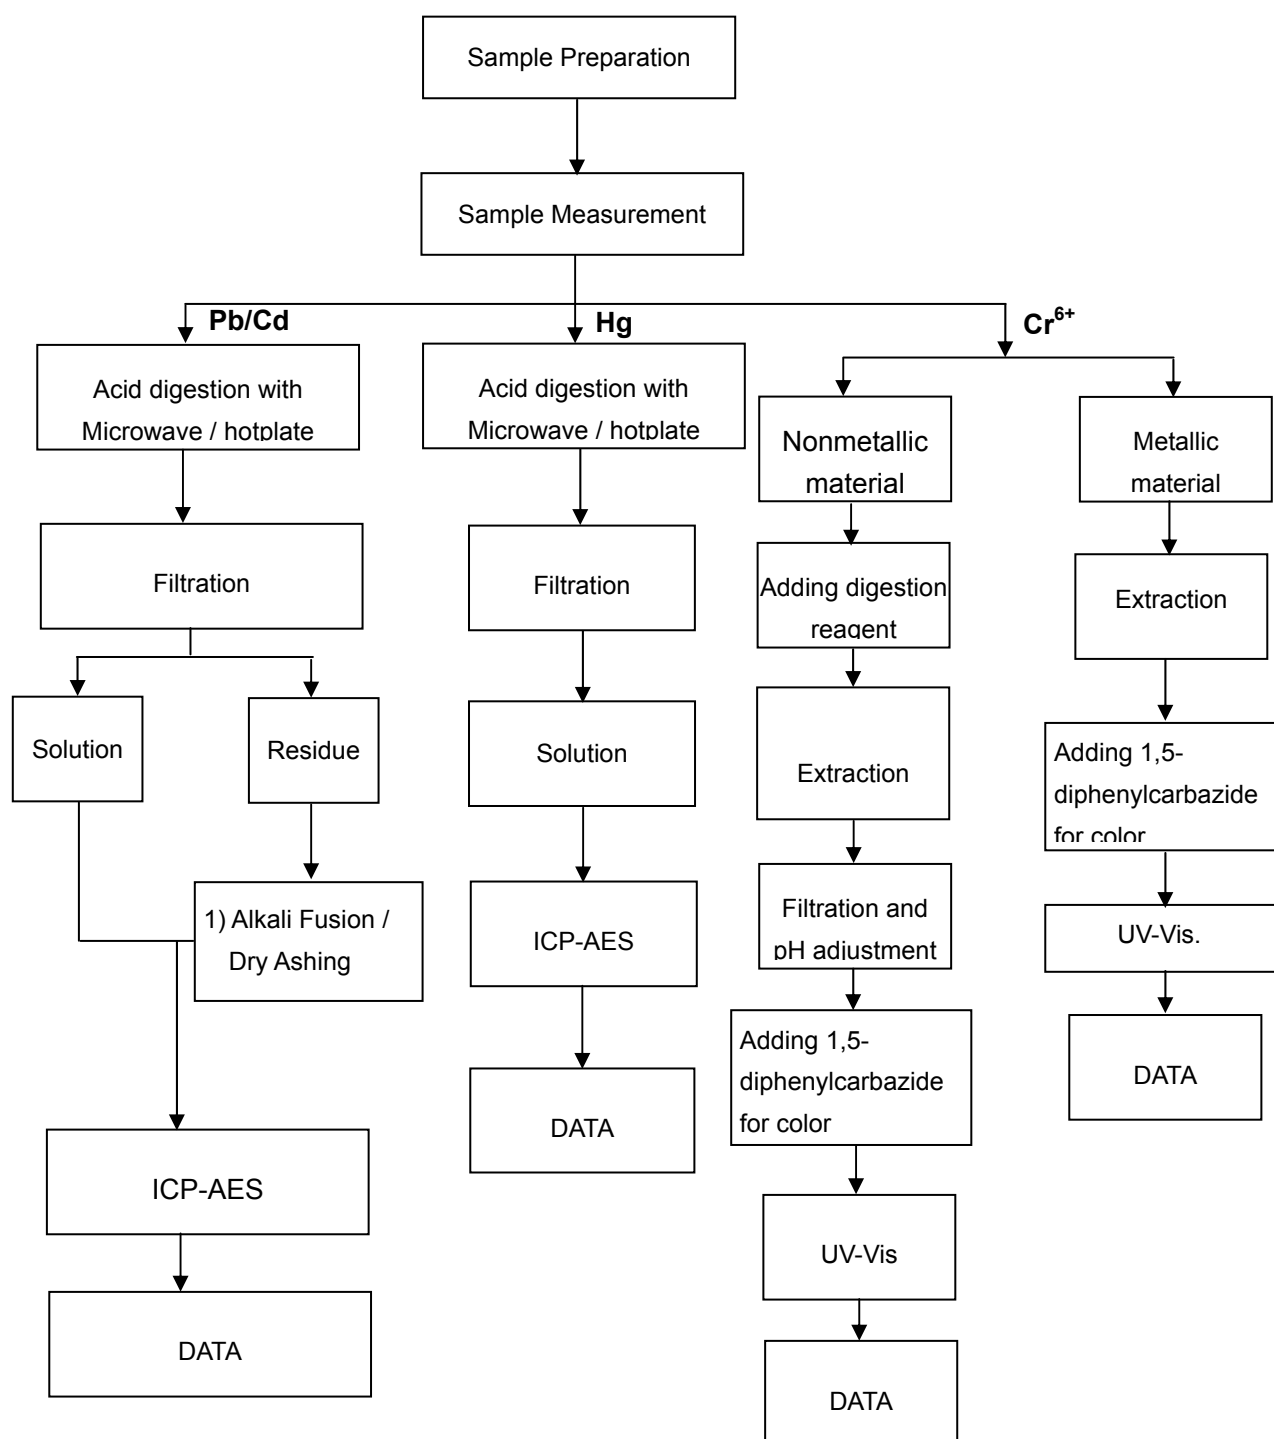 Sample Preparation
Sample Measurement
Pb/Cd
Hg
Cr6+
Acid digestion with
Microwave / hotplate
Filtration
Solution
Residue
1) Alkali Fusion /
Dry Ashing
ICP-AES
DATA
Acid digestion with
Microwave / hotplate
Filtration
Solution
ICP-AES
DATA
Nonmetallic
material
Adding digestion
reagent
Extraction
Filtration and
pH adjustment
Adding 1,5-
diphenylcarbazide
for color
UV-Vis
DATA
Metallic
material
Extraction
Adding 1,5-
diphenylcarbazide
for color
UV-Vis.
DATA